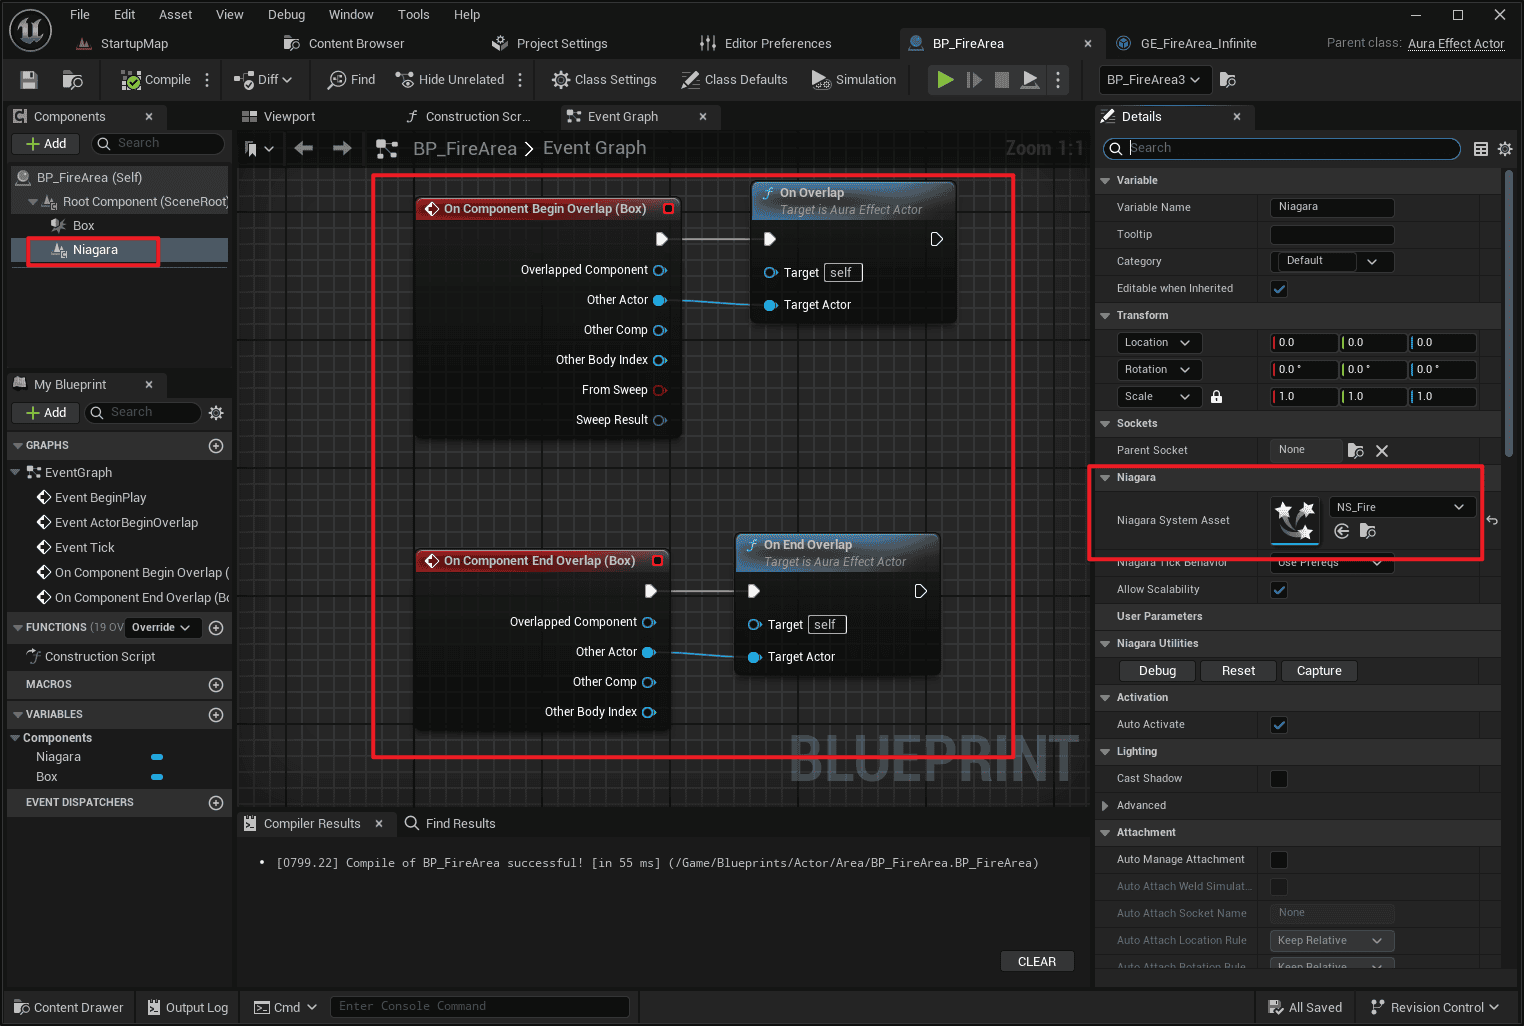 File Edit Asset View Debug Window Tools Help
StartupMap Content Browser Project Settings Editor Preferences BP_FireArea GE_FireArea_Infinite Parent class: Aura Effect Actor
Compile Diff Find Hide Unrelated Class Settings Class Defaults Simulation BP_FireArea3
Components
Add Search
BP_FireArea (Self)
Root Component (SceneRoot)
Box
Niagara
My Blueprint
Add Search
GRAPHS
EventGraph
Event BeginPlay
Event ActorBeginOverlap
Event Tick
On Component Begin Overlap (
On Component End Overlap (Bo
FUNCTIONS (19 OV Override
Construction Script
MACROS
VARIABLES
Components
Niagara
Box
EVENT DISPATCHERS
Viewport Construction Scr... Event Graph
BP_FireArea > Event Graph Zoom 1:1
On Component Begin Overlap (Box)
Overlapped Component
Other Actor
Other Comp
Other Body Index
From Sweep
Sweep Result
On Overlap
Target is Aura Effect Actor
Target self
Target Actor
On Component End Overlap (Box)
Overlapped Component
Other Actor
Other Comp
Other Body Index
On End Overlap
Target is Aura Effect Actor
Target self
Target Actor
BLUEPRINT
Compiler Results Find Results
• [0799.22] Compile of BP_FireArea successful! [in 55 ms] (/Game/Blueprints/Actor/Area/BP_FireArea.BP_FireArea)
CLEAR
Details
Search
Variable
Variable Name Niagara
Tooltip
Category Default
Editable when Inherited
Transform
Location 0.0 0.0 0.0
Rotation 0.0 ° 0.0 ° 0.0 °
Scale 1.0 1.0 1.0
Sockets
Parent Socket None
Niagara
Niagara System Asset NS_Fire
Niagara Tick Behavior Use Prereqs
Allow Scalability
User Parameters
Niagara Utilities
Debug Reset Capture
Activation
Auto Activate
Lighting
Cast Shadow
Advanced
Attachment
Auto Manage Attachment
Auto Attach Weld Simulat...
Auto Attach Socket Name None
Auto Attach Location Rule Keep Relative
Auto Attach Rotation Rule Keep Relative
Content Drawer Output Log Cmd Enter Console Command All Saved Revision Control